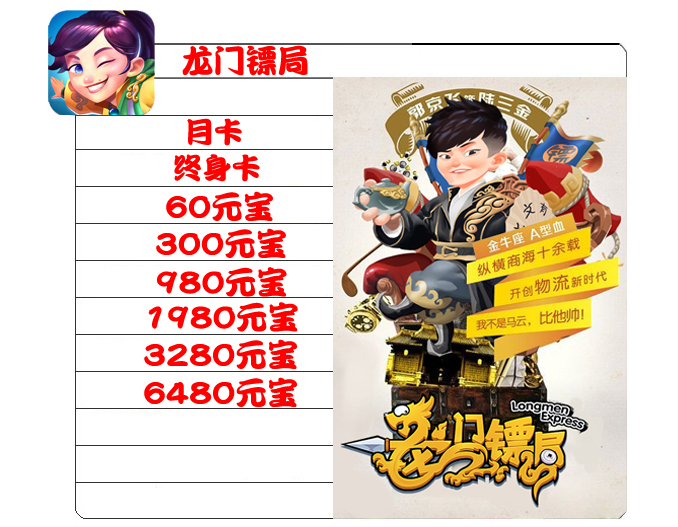 龙门镖局
月卡
终身卡
60元宝
300元宝
980元宝
1980元宝
3280元宝
6480元宝
郭京飞饰陆三金
金牛座 A型血
纵横商海十余载
开创物流新时代
我不是马云，比他帅！
Longmen
Express
龙门镖局